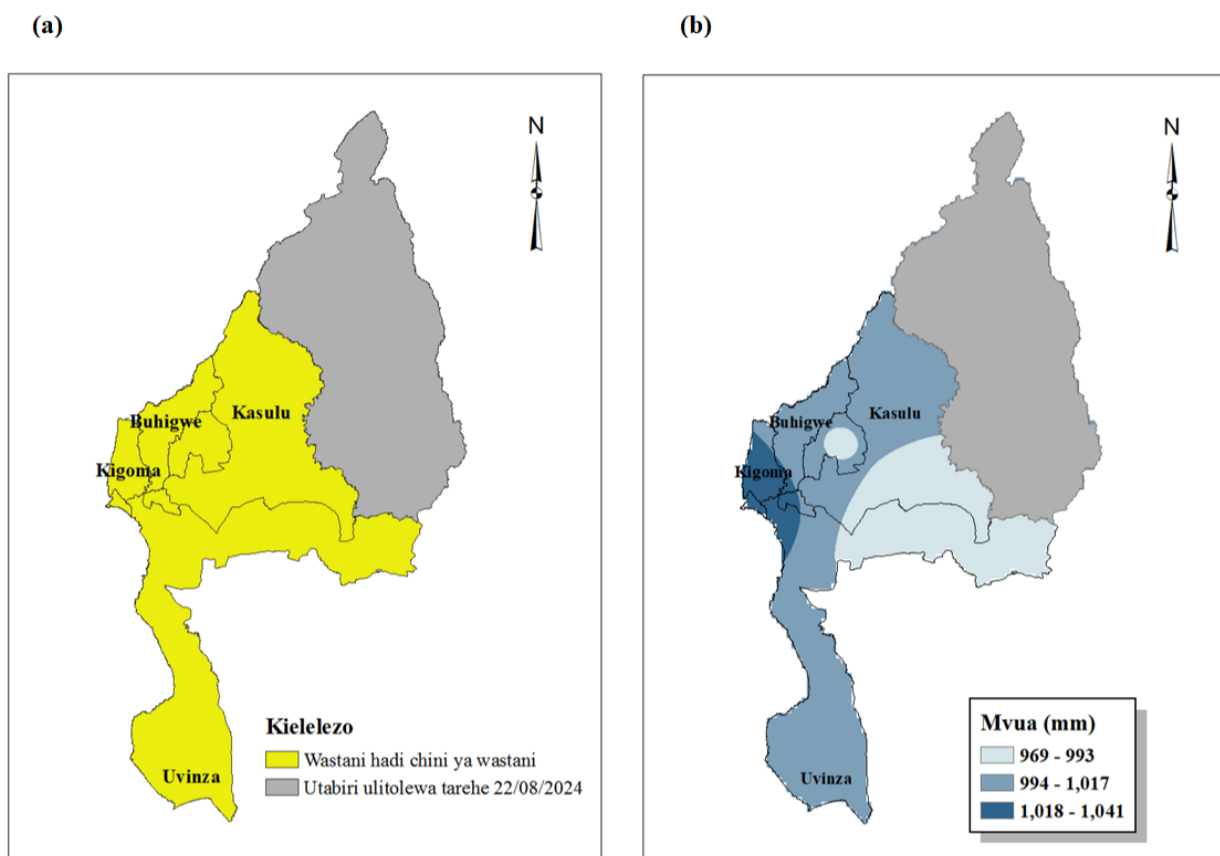 (a)
(b)
N
N
Kasulu
Buhigwe
Kigoma
Kasulu
Buhigwe
Kigoma
Kielelezo
Wastani hadi chini ya wastani
Utabiri ulitolewa tarehe 22/08/2024
Uvinza
Mvua (mm)
969 - 993
994 - 1,017
1,018 - 1,041
Uvinza